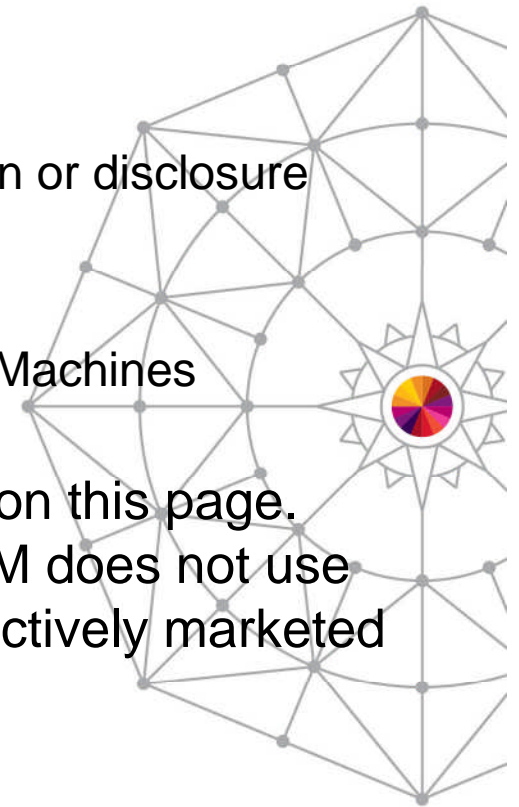 n or disclosure
Machines
on this page.
M does not use
ctively marketed